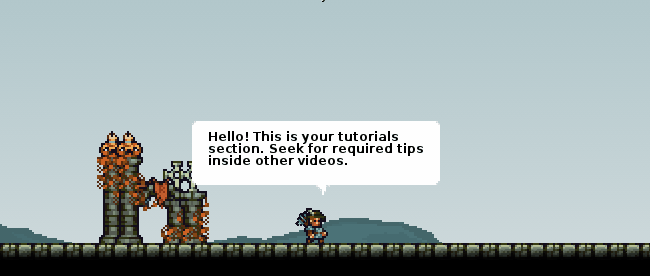 Hello! This is your tutorials
section. Seek for required tips
inside other videos.